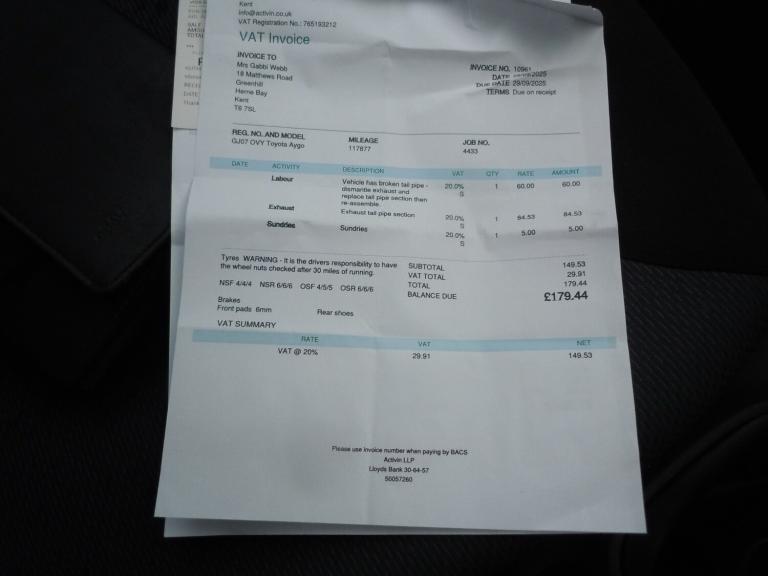 Kent
info@activin.co.uk
VAT Registration No.: 765193212
VAT Invoice
INVOICE TO
Mrs Gabbi Webb
18 Matthews Road
Greenhill
Herne Bay
Kent
T6 7SL
INVOICE NO. 10961
DATE /2025
DUE DATE 29/09/2025
TERMS Due on receipt
REG. NO. AND MODEL MILEAGE JOB NO.
GJ07 OVY Toyota Aygo 117877 4433
DATE ACTIVITY DESCRIPTION VAT QTY RATE AMOUNT
Labour Vehicle has broken tail pipe - 20.0% 1 60.00 60.00
dismantle exhaust and S
replace tail pipe section then
re-assemble.
Exhaust Exhaust tail pipe section 20.0% 1 84.53 84.53
S
Sundries Sundries 20.0% 1 5.00 5.00
S
Tyres WARNING - It is the drivers responsibility to have
the wheel nuts checked after 30 miles of running.
NSF 4/4/4 NSR 6/6/6 OSF 4/5/5 OSR 6/6/6
Brakes
Front pads 6mm Rear shoes
SUBTOTAL 149.53
VAT TOTAL 29.91
TOTAL 179.44
BALANCE DUE £179.44
VAT SUMMARY
RATE VAT NET
VAT @ 20% 29.91 149.53
Please use invoice number when paying by BACS
Activin LLP
Lloyds Bank 30-64-57
50057260